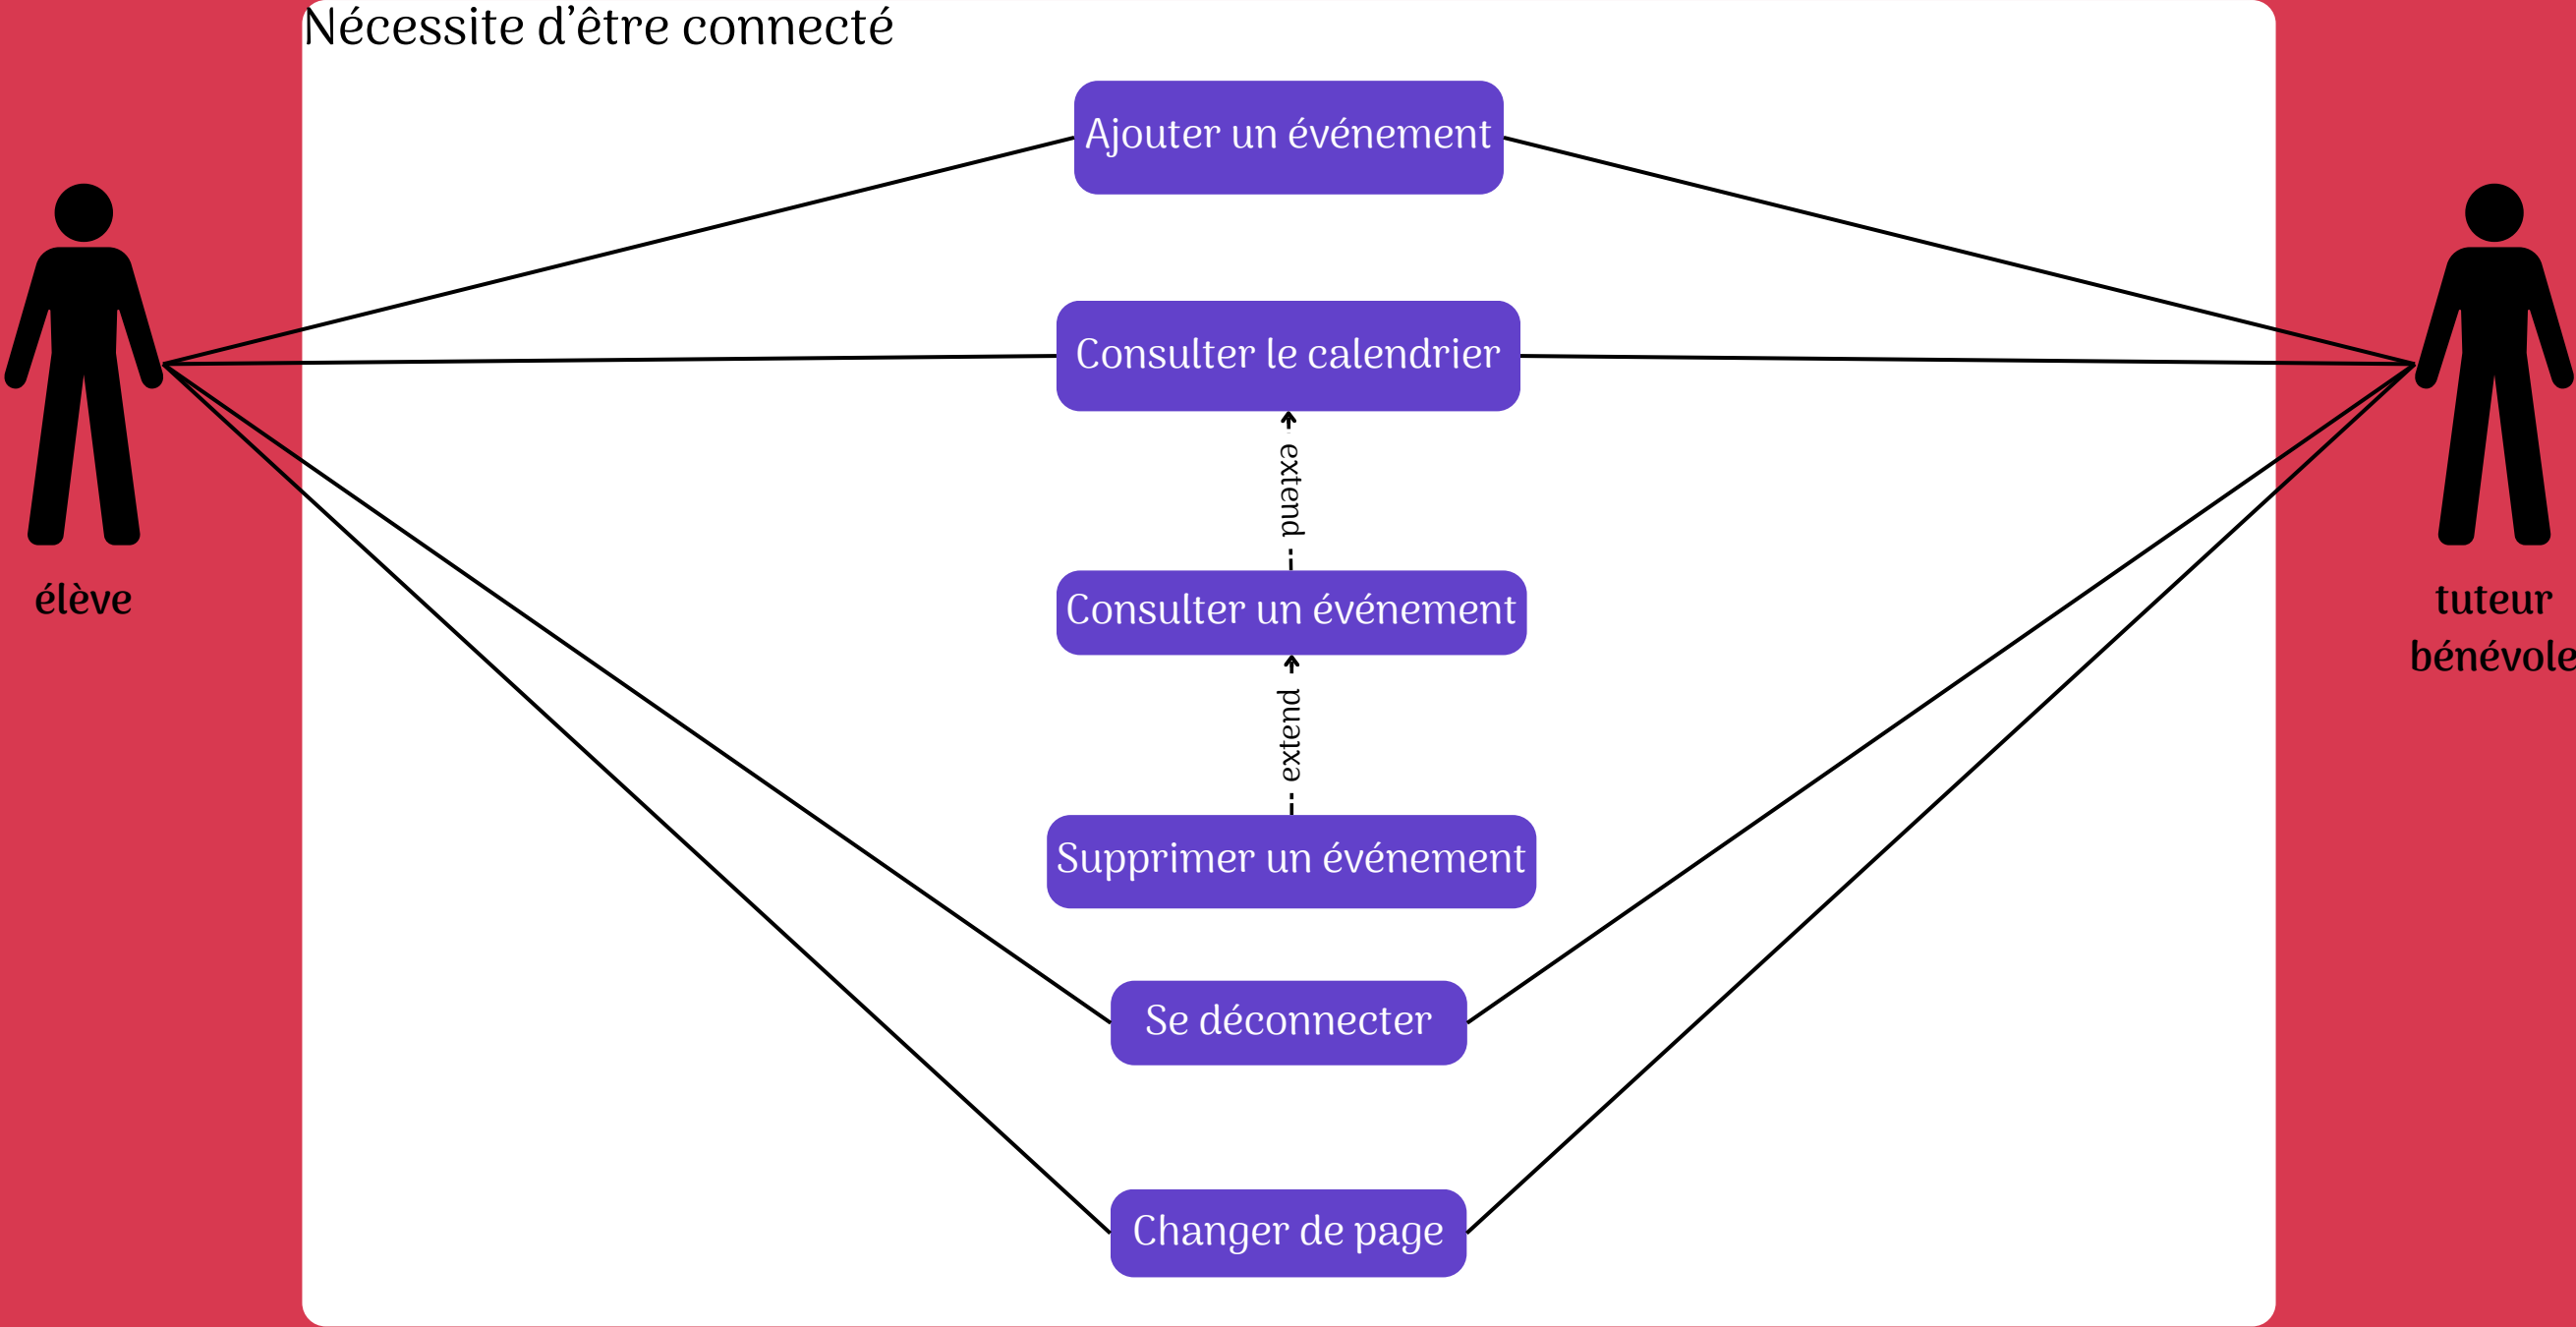 Nécessite d’être connecté
Ajouter un événement
Consulter le calendrier
extend
élève
Consulter un événement
tuteur
bénévole
extend
Supprimer un événement
Se déconnecter
Changer de page